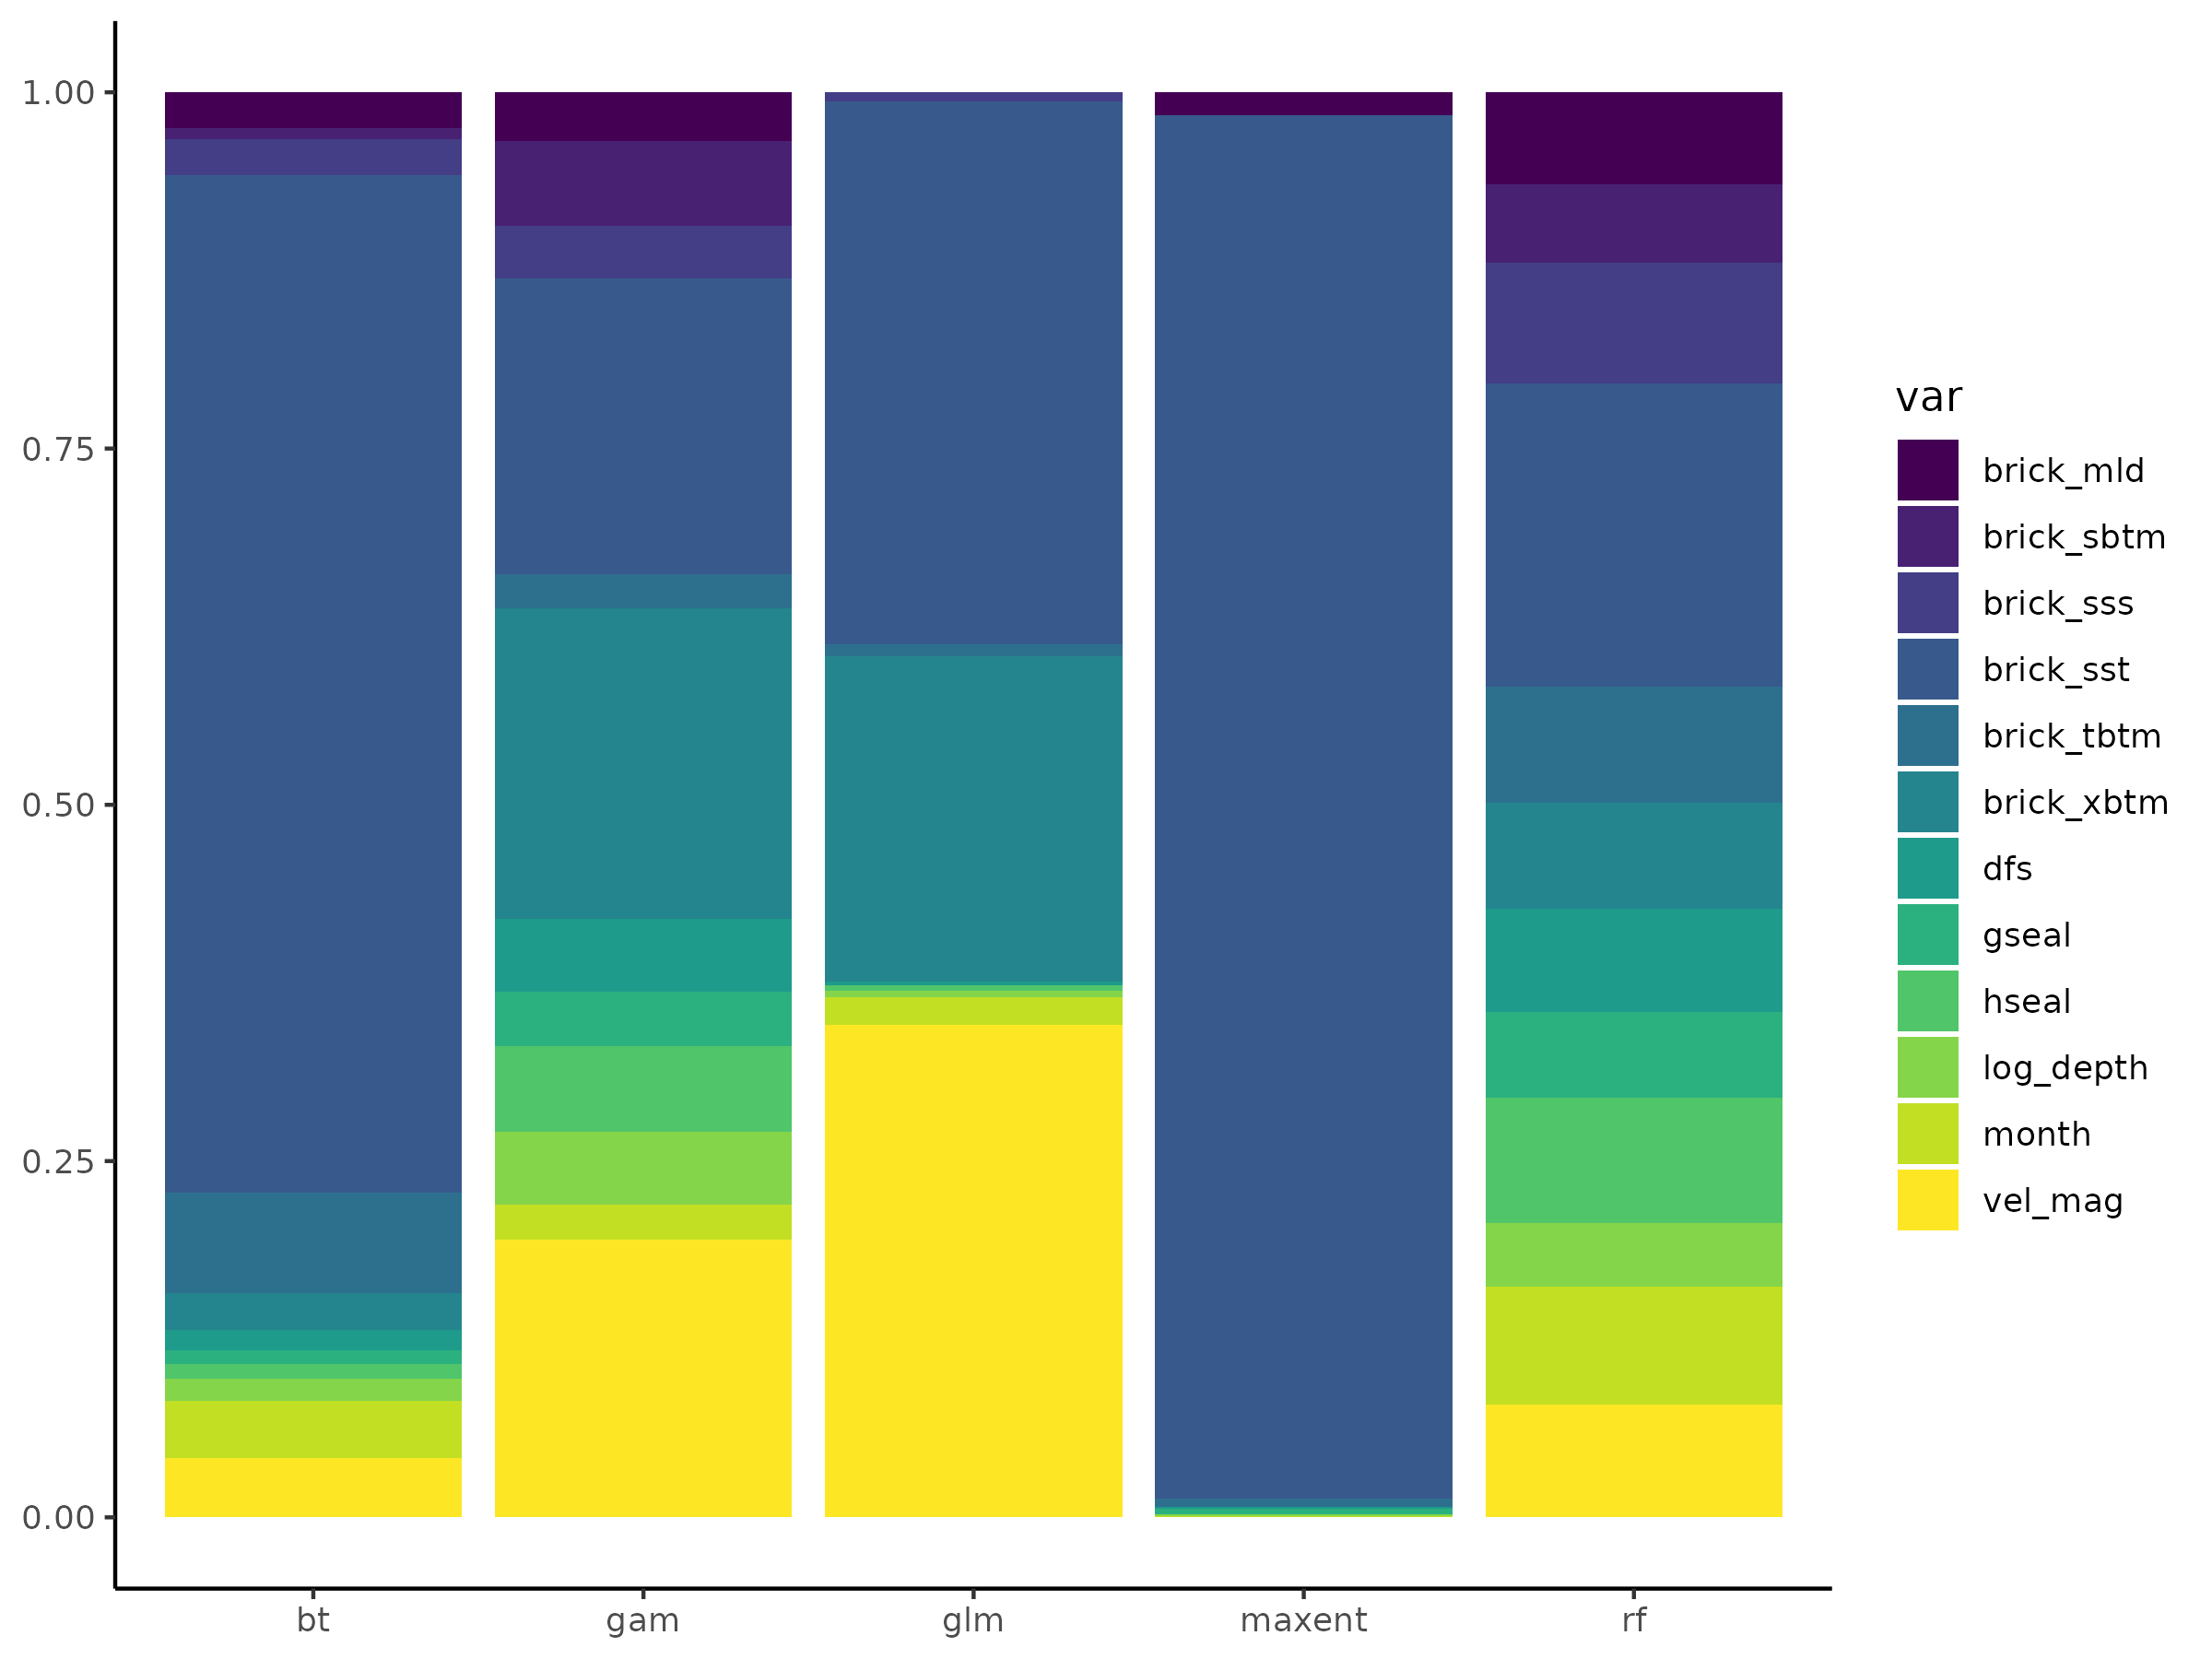 1.00
0.75
0.50
0.25
0.00
bt gam glm maxent rf
var
brick_mld
brick_sbtm
brick_sss
brick_sst
brick_tbtm
brick_xbtm
dfs
gseal
hseal
log_depth
month
vel_mag